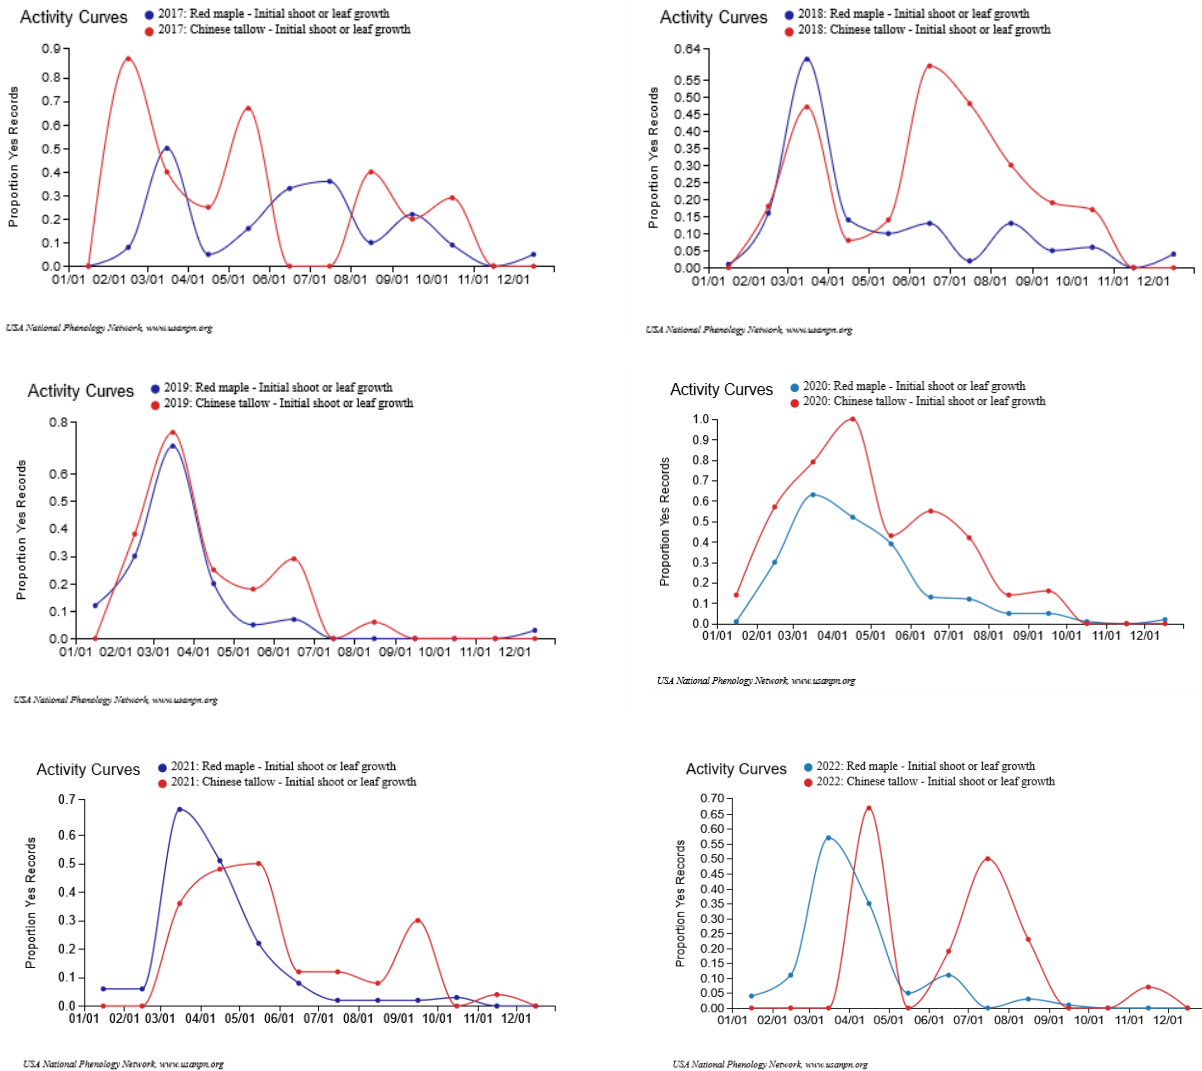 Activity Curves
2017: Red maple - Initial shoot or leaf growth
2017: Chinese tallow - Initial shoot or leaf growth
Proportion Yes Records
0.9
0.8
0.7
0.6
0.5
0.4
0.3
0.2
0.1
0.0
01/01 02/01 03/01 04/01 05/01 06/01 07/01 08/01 09/01 10/01 11/01 12/01
USA National Phenology Network, www.usanpn.org
Activity Curves
2018: Red maple - Initial shoot or leaf growth
2018: Chinese tallow - Initial shoot or leaf growth
Proportion Yes Records
0.64
0.55
0.50
0.45
0.40
0.35
0.30
0.25
0.20
0.15
0.10
0.05
0.00
01/01 02/01 03/01 04/01 05/01 06/01 07/01 08/01 09/01 10/01 11/01 12/01
USA National Phenology Network, www.usanpn.org
Activity Curves
2019: Red maple - Initial shoot or leaf growth
2019: Chinese tallow - Initial shoot or leaf growth
Proportion Yes Records
0.8
0.6
0.5
0.4
0.3
0.2
0.1
0.0
01/01 02/01 03/01 04/01 05/01 06/01 07/01 08/01 09/01 10/01 11/01 12/01
USA National Phenology Network, www.usanpn.org
Activity Curves
2020: Red maple - Initial shoot or leaf growth
2020: Chinese tallow - Initial shoot or leaf growth
Proportion Yes Records
1.0
0.9
0.8
0.7
0.6
0.5
0.4
0.3
0.2
0.1
0.0
01/01 02/01 03/01 04/01 05/01 06/01 07/01 08/01 09/01 10/01 11/01 12/01
USA National Phenology Network, www.usanpn.org
Activity Curves
2021: Red maple - Initial shoot or leaf growth
2021: Chinese tallow - Initial shoot or leaf growth
Proportion Yes Records
0.7
0.6
0.5
0.4
0.3
0.2
0.1
0.0
01/01 02/01 03/01 04/01 05/01 06/01 07/01 08/01 09/01 10/01 11/01 12/01
USA National Phenology Network, www.usanpn.org
Activity Curves
2022: Red maple - Initial shoot or leaf growth
2022: Chinese tallow - Initial shoot or leaf growth
Proportion Yes Records
0.70
0.65
0.60
0.55
0.50
0.45
0.40
0.35
0.30
0.25
0.20
0.15
0.10
0.05
0.00
01/01 02/01 03/01 04/01 05/01 06/01 07/01 08/01 09/01 10/01 11/01 12/01
USA National Phenology Network, www.usanpn.org